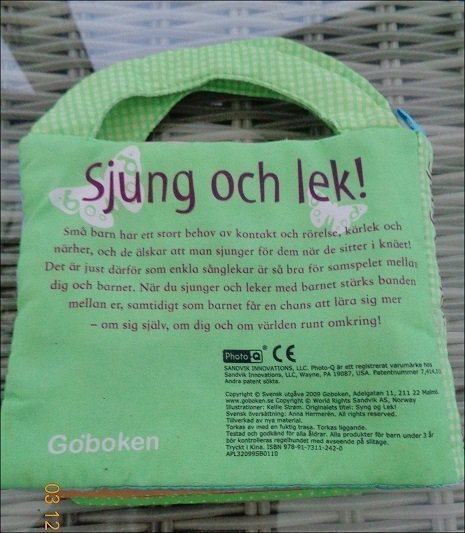 Sjung och lek!
Små barn har ett stort behov av kontakt och rörelse, kärlek och
närhet, och de älskar att man sjunger för dem när de sitter i knäet!
Det är just därför som enkla sånglekar är så bra för samspelet mellan
dig och barnet. När du sjunger och leker med barnet stärks banden
mellan er, samtidigt som barnet får en chans att lära sig mer
– om sig själv, om dig och om världen runt omkring!
Photo Q ® CE
SANDVIK INNOVATIONS, LLC. Photo-Q är ett registrerat varumärke hos
Sandvik Innovations, LLC, Wayne, PA 19087, USA. Patentnummer
Andra patent sökta.
Copyright © Svensk utgåva 2009 Goboken, Adelgatan 11, 211 22 Malmö
www.goboken.se Copyright © World Rights Sandvik AS, Norway
Illustrationer: Kellie Strøm. Originalets titel: Syng og Lek!
Svensk översättning: Anna Hermerén. All rights reserved.
Tillverkad av nya material.
Torkas av med en fuktig trasa. Torkas liggande.
Testad och godkänd för alla åldrar. Alla produkter för barn under 3 år
bör kontrolleras regelbundet med avseende på slitage.
Tryckt i Kina. ISBN 978-91-7311-242-0
APL32099SB0110
Goboken
03 12